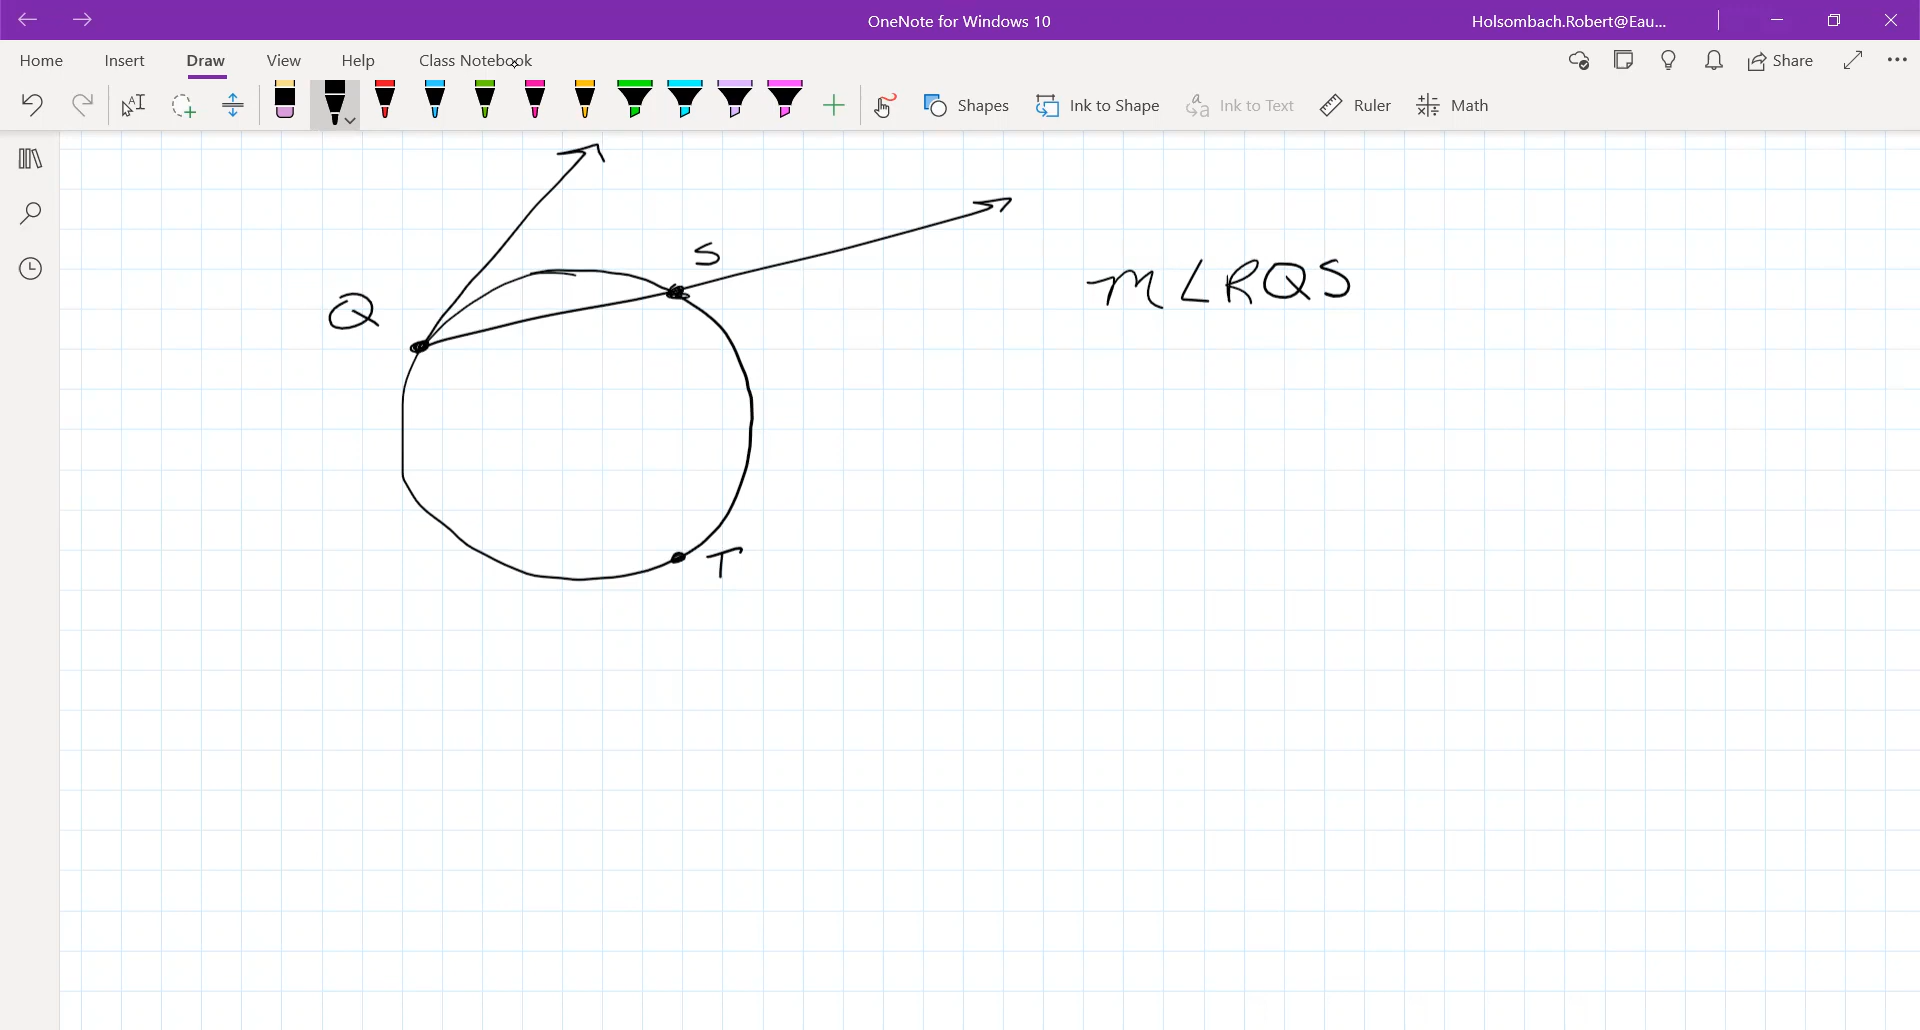 OneNote for Windows 10
Holsombach.Robert@Eau...
Home Insert Draw View Help Class Notebook Share
Shapes Ink to Shape Ink to Text Ruler Math
S
Q
m∠RQS
T